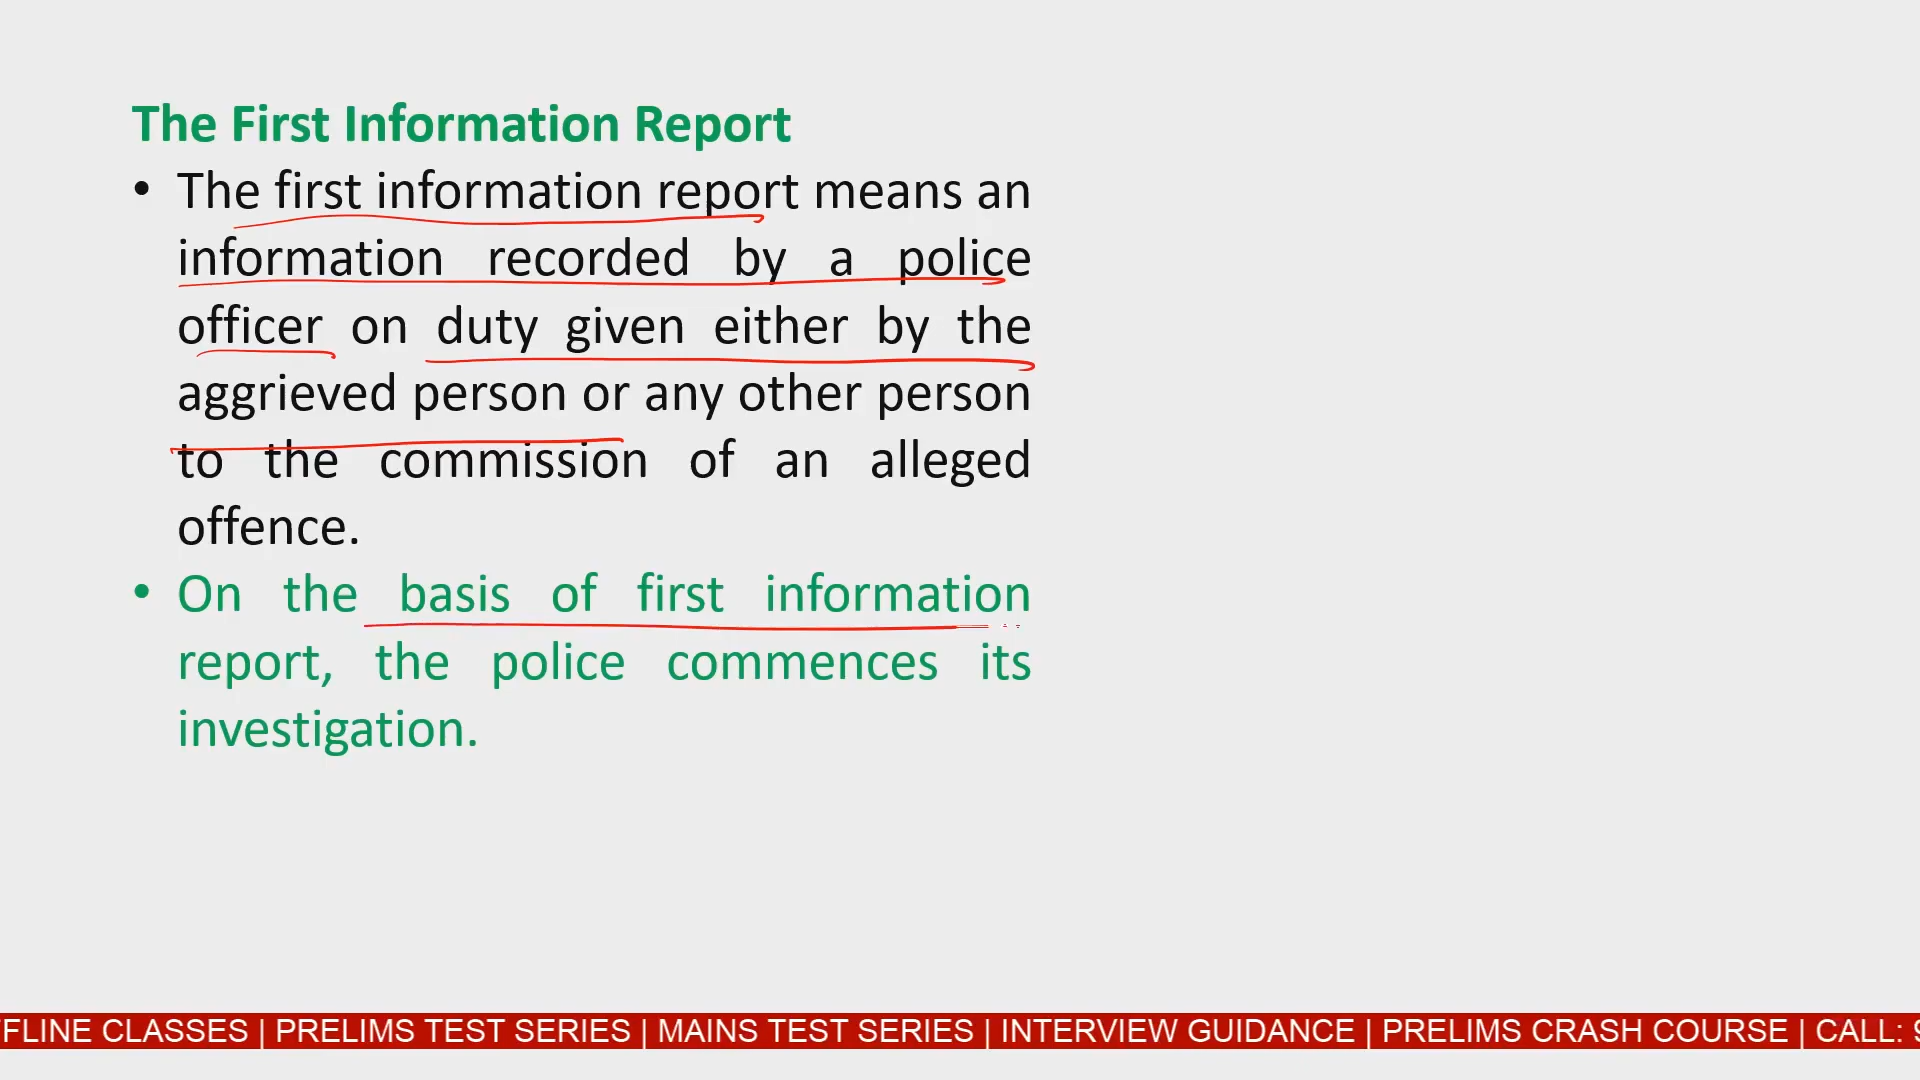 The First Information Report
• The first information report means an
information recorded by a police
officer on duty given either by the
aggrieved person or any other person
to the commission of an alleged
offence.
• On the basis of first information
report, the police commences its
investigation.
FLINE CLASSES | PRELIMS TEST SERIES | MAINS TEST SERIES | INTERVIEW GUIDANCE | PRELIMS CRASH COURSE | CALL: